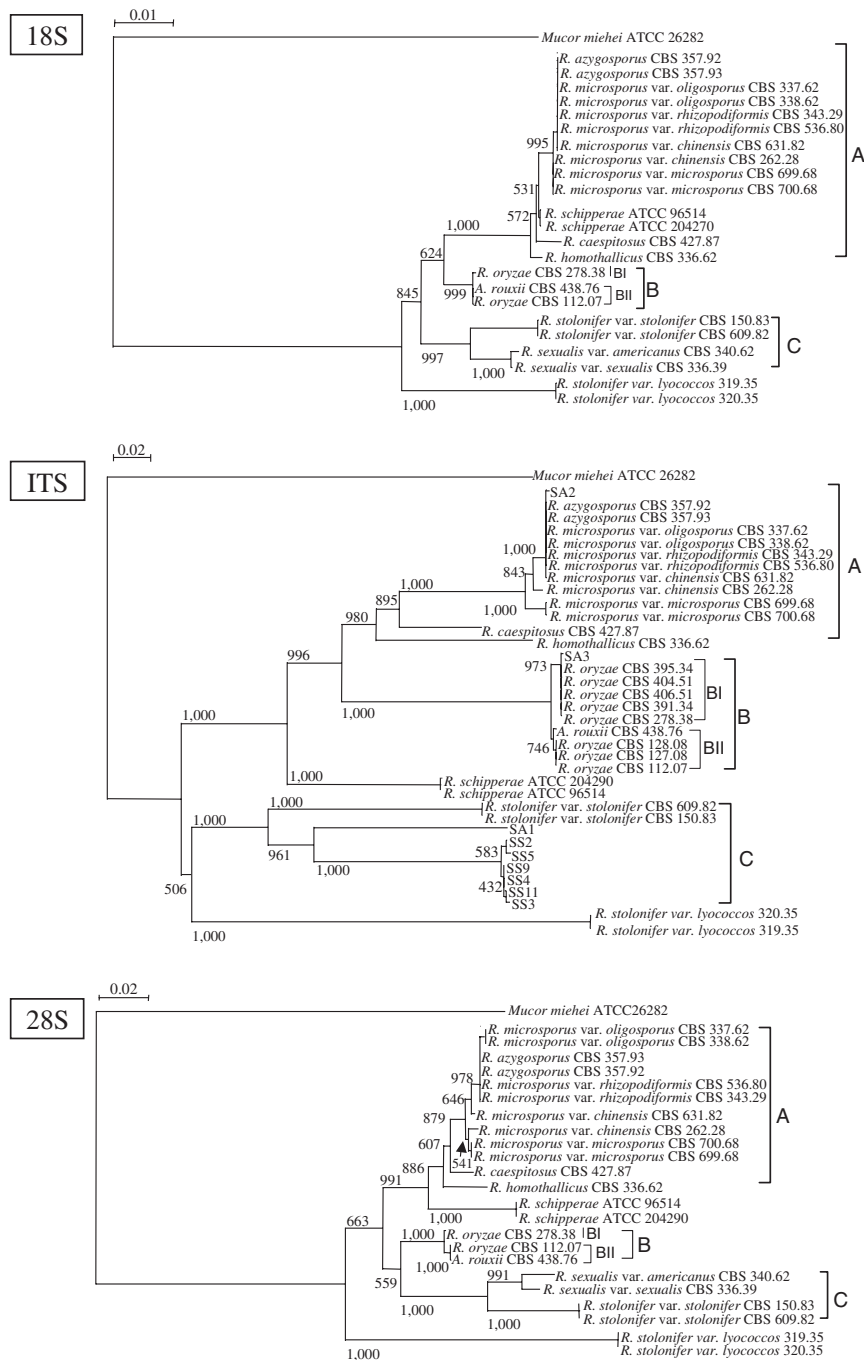 0.01
18S
Mucor miehei ATCC 26282
R. azygosporus CBS 357.92
R. azygosporus CBS 357.93
R. microsporus var. oligosporus CBS 337.62
R. microsporus var. oligosporus CBS 338.62
R. microsporus var. rhizopodiformis CBS 343.29
R. microsporus var. rhizopodiformis CBS 536.80
995
R. microsporus var. chinensis CBS 631.82
A
R. microsporus var. chinensis CBS 262.28
R. microsporus var. microsporus CBS 699.68
531
R. microsporus var. microsporus CBS 700.68
572
R. schipperae ATCC 96514
1,000
R. schipperae ATCC 204270
R. caespitosus CBS 427.87
624
R. homothallicus CBS 336.62
R. oryzae CBS 278.38
BI
845
999
A. rouxii CBS 438.76
BII
B
R. oryzae CBS 112.07
R. stolonifer var. stolonifer CBS 150.83
R. stolonifer var. stolonifer CBS 609.82
997
R. sexualis var. americanus CBS 340.62
C
1,000
R. sexualis var. sexualis CBS 336.39
R. stolonifer var. lyococcos 319.35
1,000
R. stolonifer var. lyococcos 320.35
0.02
ITS
Mucor miehei ATCC 26282
SA2
R. azygosporus CBS 357.92
R. azygosporus CBS 357.93
R. microsporus var. oligosporus CBS 337.62
R. microsporus var. oligosporus CBS 338.62
1,000
R. microsporus var. rhizopodiformis CBS 343.29
A
R. microsporus var. rhizopodiformis CBS 536.80
843
R. microsporus var. chinensis CBS 631.82
1,000
R. microsporus var. chinensis CBS 262.28
895
1,000
R. microsporus var. microsporus CBS 699.68
R. microsporus var. microsporus CBS 700.68
980
R. caespitosus CBS 427.87
R. homothallicus CBS 336.62
996
SA3
973
R. oryzae CBS 395.34
R. oryzae CBS 404.51
R. oryzae CBS 406.51
BI
R. oryzae CBS 391.34
1,000
R. oryzae CBS 278.38
B
1,000
A. rouxii CBS 438.76
746
R. oryzae CBS 128.08
BII
R. oryzae CBS 127.08
R. oryzae CBS 112.07
1,000
R. schipperae ATCC 204290
R. schipperae ATCC 96514
1,000
R. stolonifer var. stolonifer CBS 609.82
1,000
R. stolonifer var. stolonifer CBS 150.83
SA1
961
SS2
583
SS5
C
1,000
SS9
506
432
SS4
SS11
SS3
R. stolonifer var. lyococcos 320.35
1,000
R. stolonifer var. lyococcos 319.35
0.02
28S
Mucor miehei ATCC26282
R. microsporus var. oligosporus CBS 337.62
R. microsporus var. oligosporus CBS 338.62
R. azygosporus CBS 357.93
R. azygosporus CBS 357.92
978
R. microsporus var. rhizopodiformis CBS 536.80
646
R. microsporus var. rhizopodiformis CBS 343.29
A
879
R. microsporus var. chinensis CBS 631.82
R. microsporus var. chinensis CBS 262.28
607
R. microsporus var. microsporus CBS 700.68
541
R. microsporus var. microsporus CBS 699.68
886
R. caespitosus CBS 427.87
991
R. homothallicus CBS 336.62
R. schipperae ATCC 96514
1,000
R. schipperae ATCC 204290
663
1,000
R. oryzae CBS 278.38
BI
R. oryzae CBS 112.07
BII
B
559
1,000
A. rouxii CBS 438.76
991
R. sexualis var. americanus CBS 340.62
R. sexualis var. sexualis CBS 336.39
C
1,000
R. stolonifer var. stolonifer CBS 150.83
1,000
R. stolonifer var. stolonifer CBS 609.82
R. stolonifer var. lyococcos 319.35
1,000
R. stolonifer var. lyococcos 320.35